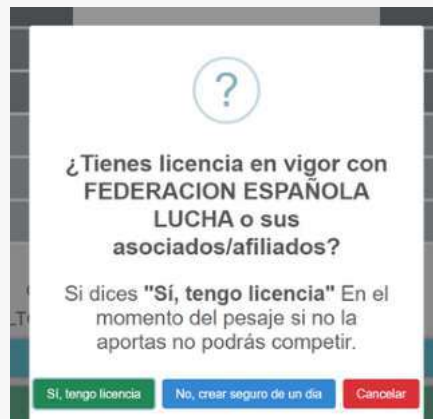 ?
¿Tienes licencia en vigor con
FEDERACION ESPAÑOLA
LUCHA o sus
asociados/afiliados?
Si dices "Sí, tengo licencia" En el
momento del pesaje si no la
aportas no podrás competir.
Sí, tengo licencia
No, crear seguro de un dia
Cancelar